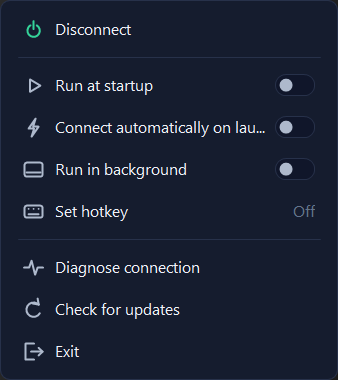 Disconnect
Run at startup
Connect automatically on lau...
Run in background
Set hotkey Off
Diagnose connection
Check for updates
Exit